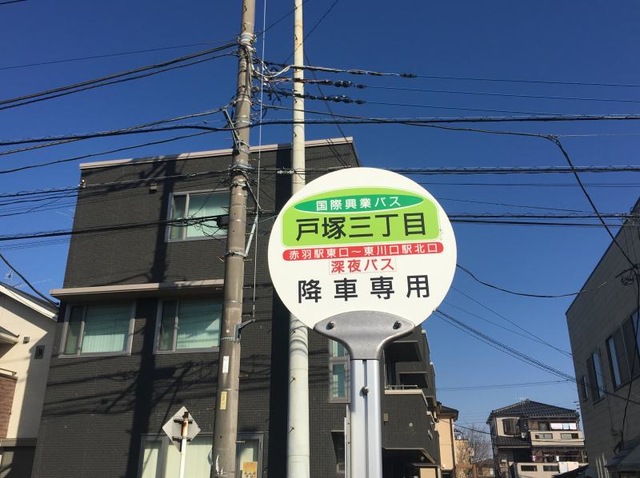 国際興業バス
戸塚三丁目
赤羽駅東口～東川口駅北口
深夜バス
降車専用